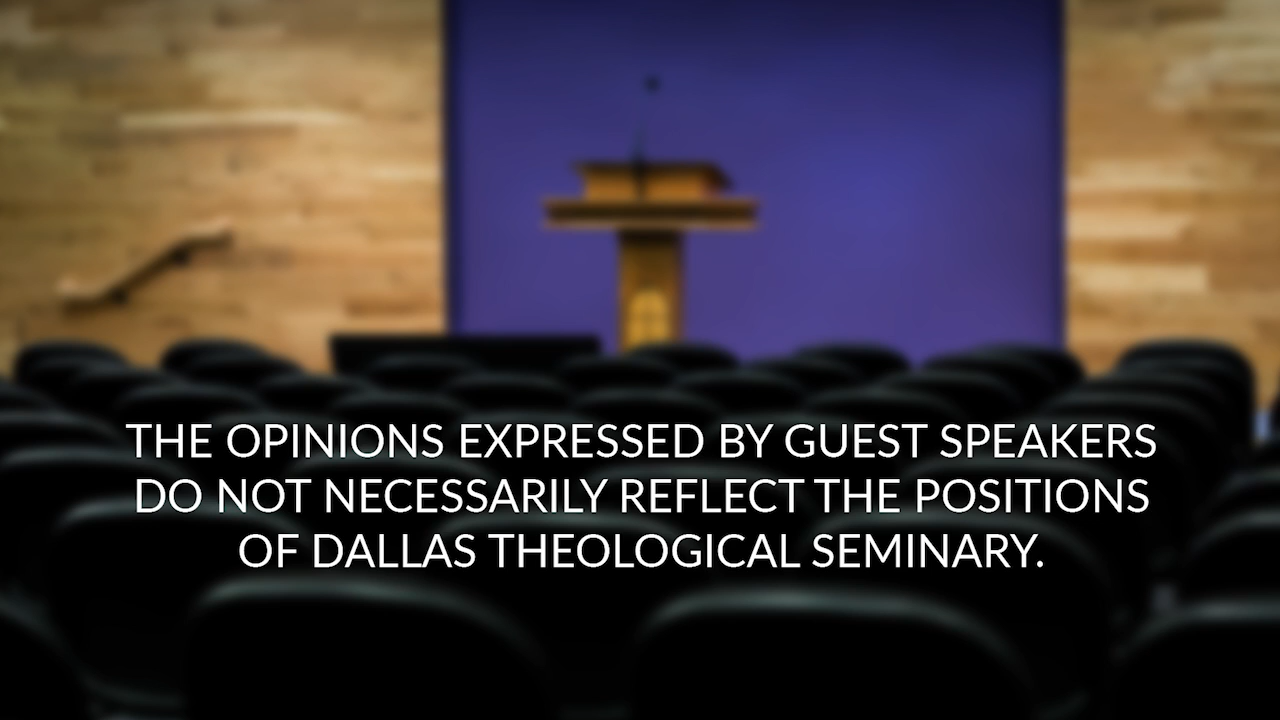 THE OPINIONS EXPRESSED BY GUEST SPEAKERS
DO NOT NECESSARILY REFLECT THE POSITIONS
OF DALLAS THEOLOGICAL SEMINARY.